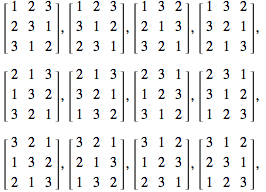 1 2 3 1 2 3 1 3 2 1 3 2
2 3 1 , 3 1 2 , 2 1 3 , 3 2 1 ,
3 1 2 2 3 1 3 2 1 2 1 3
2 1 3 2 1 3 2 3 1 2 3 1
1 3 2 , 3 2 1 , 1 2 3 , 3 1 2 ,
3 2 1 1 3 2 3 1 2 1 2 3
3 2 1 3 2 1 3 1 2 3 1 2
1 3 2 , 2 1 3 , 1 2 3 , 2 3 1 ,
2 1 3 1 3 2 2 3 1 1 2 3